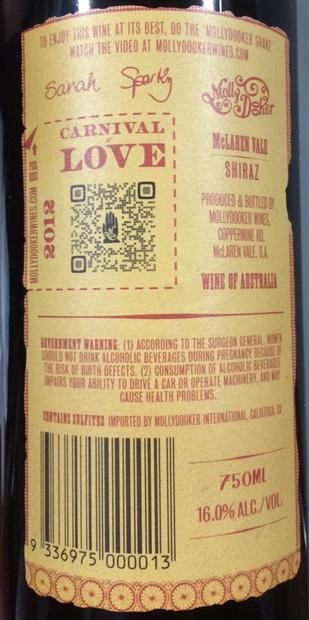 TO ENJOY THIS WINE AT ITS BEST, DO THE 'MOLLYDOOKER SHAKE'
WATCH THE VIDEO AT MOLLYDOOKERWINES.COM
Sarah Sparky
Molly Dooker
CARNIVAL
OF
LOVE
2012
MOLLYDOOKERWINES.COM
McLAREN VALE
SHIRAZ
PRODUCED & BOTTLED BY
MOLLYDOOKER WINES,
COPPERMINE RD,
McLAREN VALE, S.A.
WINE OF AUSTRALIA
GOVERNMENT WARNING: (1) ACCORDING TO THE SURGEON GENERAL, WOMEN
SHOULD NOT DRINK ALCOHOLIC BEVERAGES DURING PREGNANCY BECAUSE OF
THE RISK OF BIRTH DEFECTS. (2) CONSUMPTION OF ALCOHOLIC BEVERAGES
IMPAIRS YOUR ABILITY TO DRIVE A CAR OR OPERATE MACHINERY, AND MAY
CAUSE HEALTH PROBLEMS.
CONTAINS SULFITES IMPORTED BY MOLLYDOOKER INTERNATIONAL, CALISTOGA, CA
750ML
16.0% ALC./VOL.
9 336975 000013